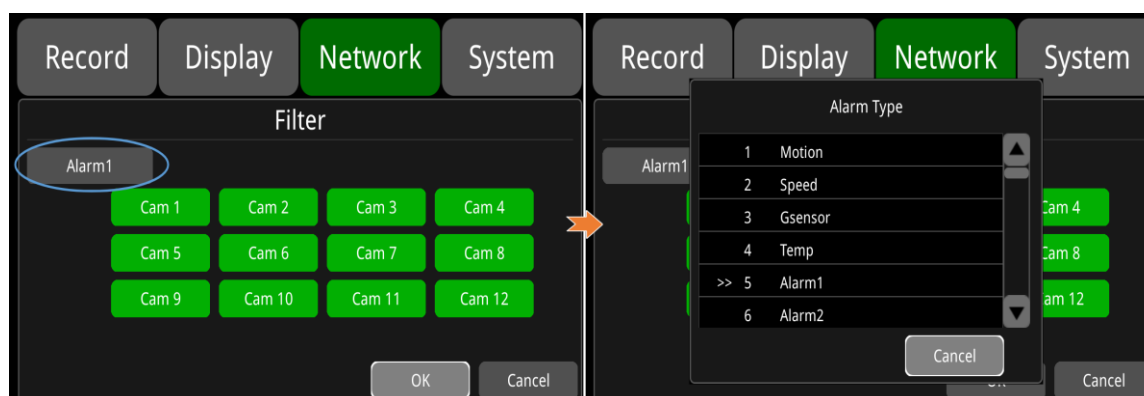 Record Display Network System
Filter
Alarm1
Cam 1 Cam 2 Cam 3 Cam 4
Cam 5 Cam 6 Cam 7 Cam 8
Cam 9 Cam 10 Cam 11 Cam 12
OK Cancel
Record Display Network System
Alarm Type
Alarm1
1 Motion
2 Speed
3 Gsensor
Cam 4
4 Temp
Cam 8
>> 5 Alarm1
am 12
6 Alarm2
Cancel
Cancel